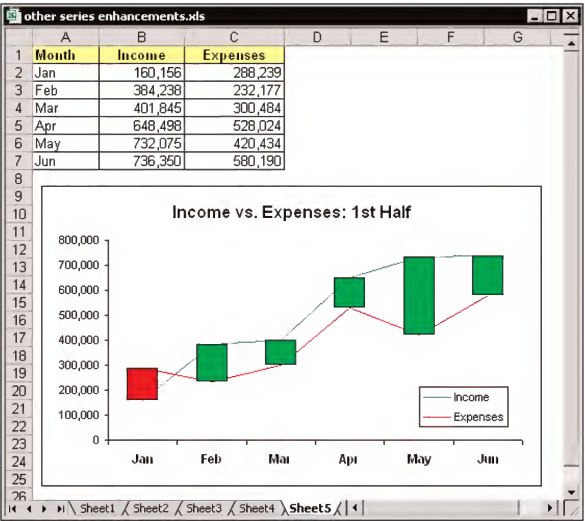 other series enhancements.xls
A B C D E F G
1 Month Income Expenses
2 Jan 160,156 288,239
3 Feb 384,238 232,177
4 Mar 401,845 300,484
5 Apr 648,498 528,024
6 May 732,075 420,434
7 Jun 736,350 580,190
8
9
10
11
12
13
14
15
16
17
18
19
20
21
22
23
24
25
26
Income vs. Expenses: 1st Half
800,000
700,000
600,000
500,000
400,000
300,000
200,000
100,000
0
Jan Feb Mar Apr May Jun
Income
Expenses
Sheet1 Sheet2 Sheet3 Sheet4 Sheet5